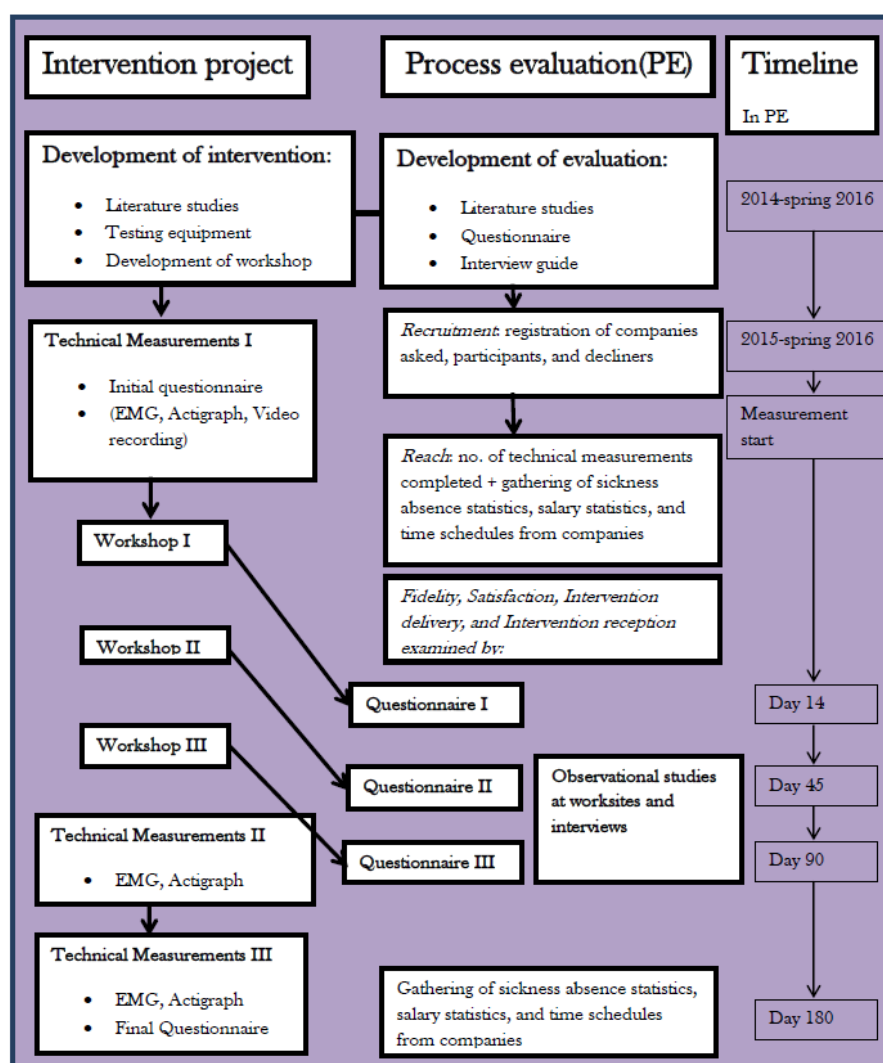 Intervention project
Process evaluation(PE)
Timeline
In PE
Development of intervention:
• Literature studies
• Testing equipment
• Development of workshop
Development of evaluation:
• Literature studies
• Questionnaire
• Interview guide
2014-spring 2016
Technical Measurements I
• Initial questionnaire
• (EMG, Actigraph, Video
recording)
Recruitment: registration of companies
asked, participants, and decliners
2015-spring 2016
Measurement
start
Reach: no. of technical measurements
completed + gathering of sickness
absence statistics, salary statistics, and
time schedules from companies
Workshop I
Fidelity, Satisfaction, Intervention
delivery, and Intervention reception
examined by:
Workshop II
Questionnaire I
Day 14
Workshop III
Questionnaire II
Observational studies
at worksites and
interviews
Day 45
Technical Measurements II
• EMG, Actigraph
Questionnaire III
Day 90
Technical Measurements III
• EMG, Actigraph
• Final Questionnaire
Gathering of sickness absence statistics,
salary statistics, and time schedules
from companies
Day 180